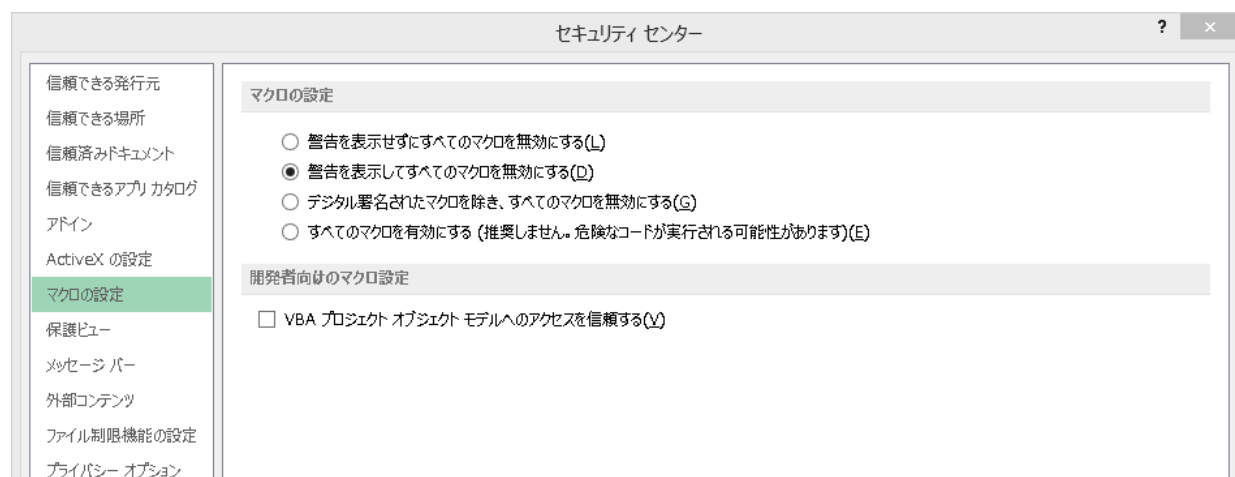 セキュリティ センター
?
信頼できる発行元
信頼できる場所
信頼済みドキュメント
信頼できるアプリ カタログ
アドイン
ActiveX の設定
マクロの設定
保護ビュー
メッセージ バー
外部コンテンツ
ファイル制限機能の設定
プライバシー オプション
マクロの設定
警告を表示せずにすべてのマクロを無効にする(L)
警告を表示してすべてのマクロを無効にする(D)
デジタル署名されたマクロを除き、すべてのマクロを無効にする(G)
すべてのマクロを有効にする (推奨しません。危険なコードが実行される可能性があります)(E)
開発者向けのマクロ設定
VBA プロジェクト オブジェクト モデルへのアクセスを信頼する(V)